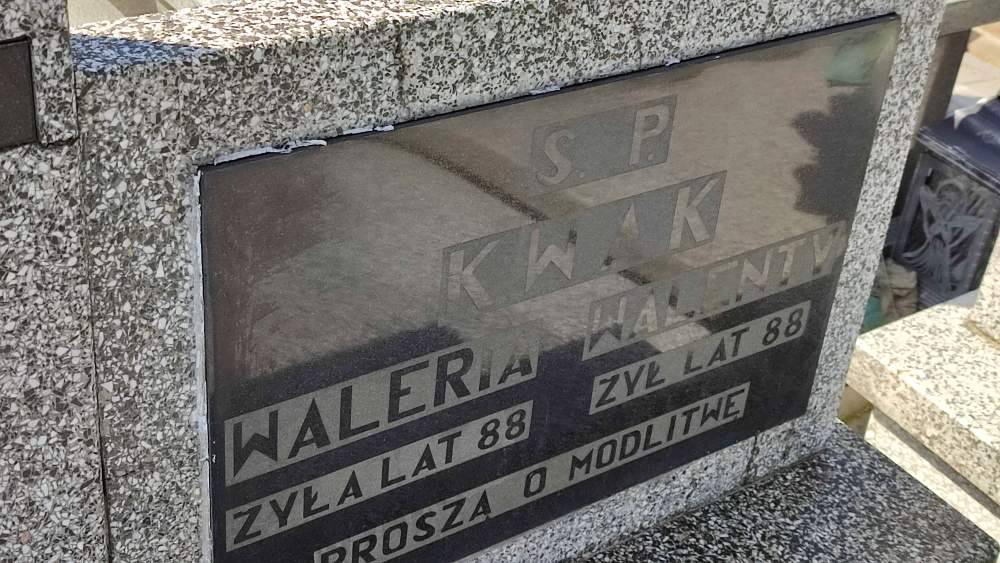 S. P.
KWAK
WALERIA WALENTY
ŻYŁA LAT 88 ŻYŁ LAT 88
PROSZĄ O MODLITWĘ